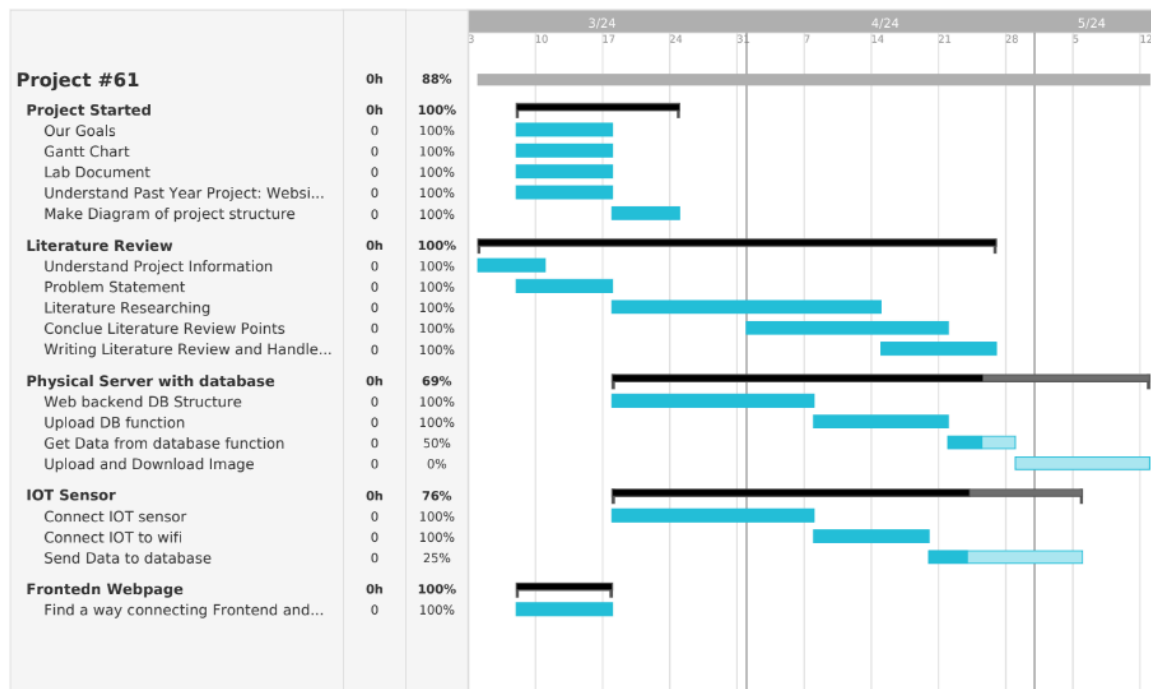 3/24 4/24 5/24
3 10 17 24 31 7 14 21 28 5 12
Project #61 0h 88%
Project Started 0h 100%
Our Goals 0 100%
Gantt Chart 0 100%
Lab Document 0 100%
Understand Past Year Project: Websi... 0 100%
Make Diagram of project structure 0 100%
Literature Review 0h 100%
Understand Project Information 0 100%
Problem Statement 0 100%
Literature Researching 0 100%
Conclue Literature Review Points 0 100%
Writing Literature Review and Handle... 0 100%
Physical Server with database 0h 69%
Web backend DB Structure 0 100%
Upload DB function 0 100%
Get Data from database function 0 50%
Upload and Download Image 0 0%
IOT Sensor 0h 76%
Connect IOT sensor 0 100%
Connect IOT to wifi 0 100%
Send Data to database 0 25%
Frontedn Webpage 0h 100%
Find a way connecting Frontend and... 0 100%